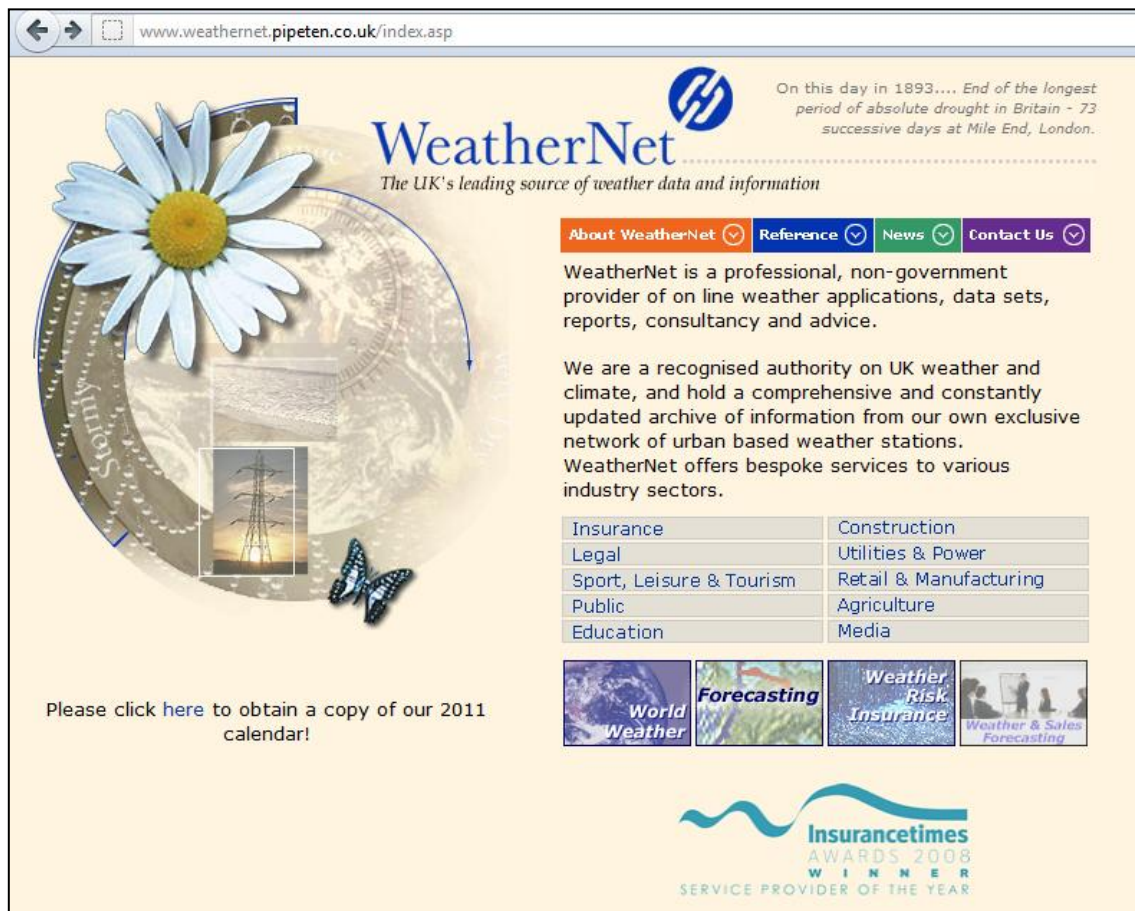 www.weathernet.pipeten.co.uk/index.asp
On this day in 1893.... End of the longest
period of absolute drought in Britain - 73
successive days at Mile End, London.
WeatherNet
The UK's leading source of weather data and information
About WeatherNet Reference News Contact Us
WeatherNet is a professional, non-government
provider of on line weather applications, data sets,
reports, consultancy and advice.
We are a recognised authority on UK weather and
climate, and hold a comprehensive and constantly
updated archive of information from our own exclusive
network of urban based weather stations.
WeatherNet offers bespoke services to various
industry sectors.
Stormy
Insurance Construction
Legal Utilities & Power
Sport, Leisure & Tourism Retail & Manufacturing
Public Agriculture
Education Media
World
Weather
Forecasting
Weather
Risk
Insurance
Weather & Sales
Forecasting
Please click here to obtain a copy of our 2011
calendar!
Insurancetimes
AWARDS 2008
WINNER
SERVICE PROVIDER OF THE YEAR